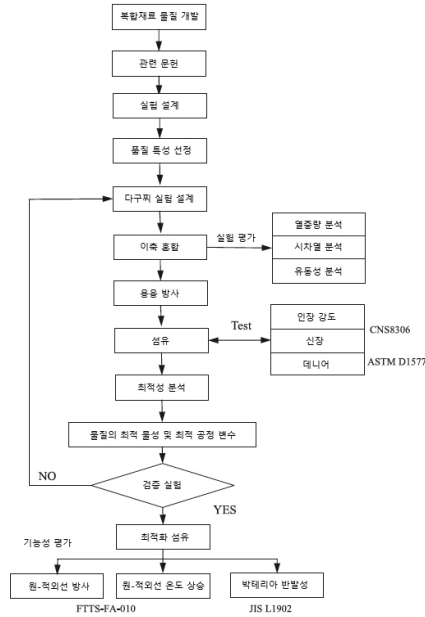 복합재료 물질 개발
관련 문헌
실험 설계
품질 특성 선정
다구찌 실험 설계
이축 혼합
실험 평가
열중량 분석
시차열 분석
유동성 분석
용융 방사
섬유
Test
인장 강도
신장
데니어
CNS8306
ASTM D1577
최적성 분석
물질의 최적 물성 및 최적 공정 변수
NO
검증 실험
YES
최적화 섬유
기능성 평가
원-적외선 방사
원-적외선 온도 상승
박테리아 반발성
FTTS-FA-010
JIS L1902